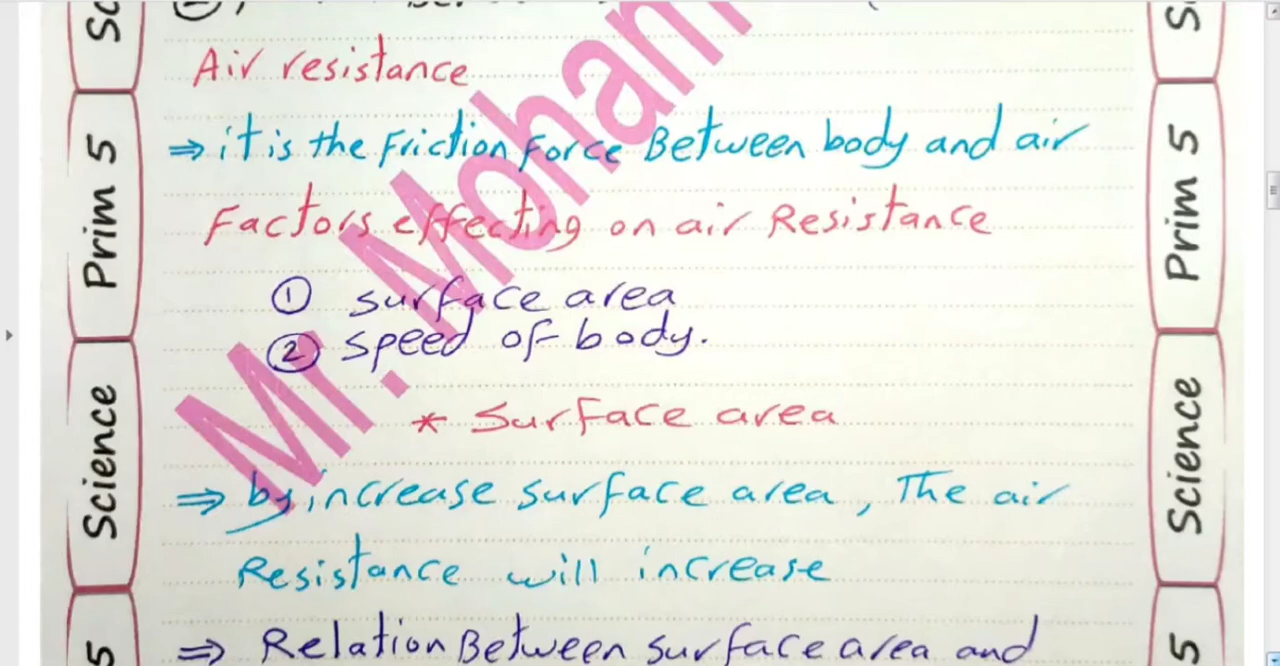 Air resistance
⇒ it is the friction force Between body and air
Factors effecting on air Resistance
① surface area
② speed of body.
* Surface area
⇒ by increase surface area, The air
Resistance will increase
⇒ Relation Between surface area and
Mr. Moham
Sc
Prim 5
Science
5
S
Prim 5
Science
5